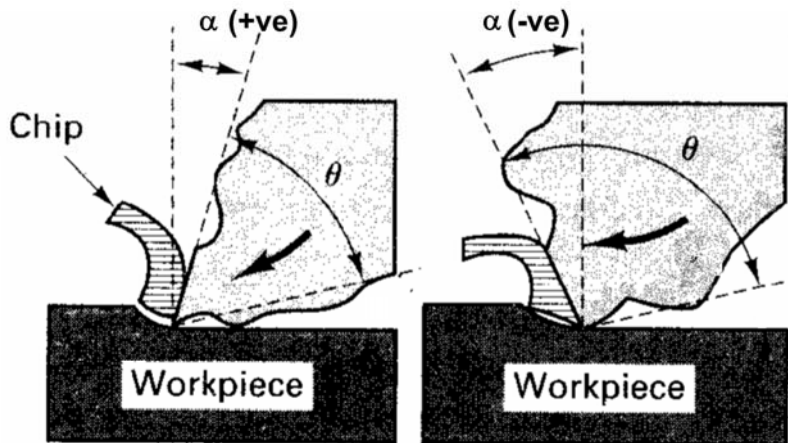 α (+ve)
α (-ve)
Chip
θ
θ
Workpiece
Workpiece